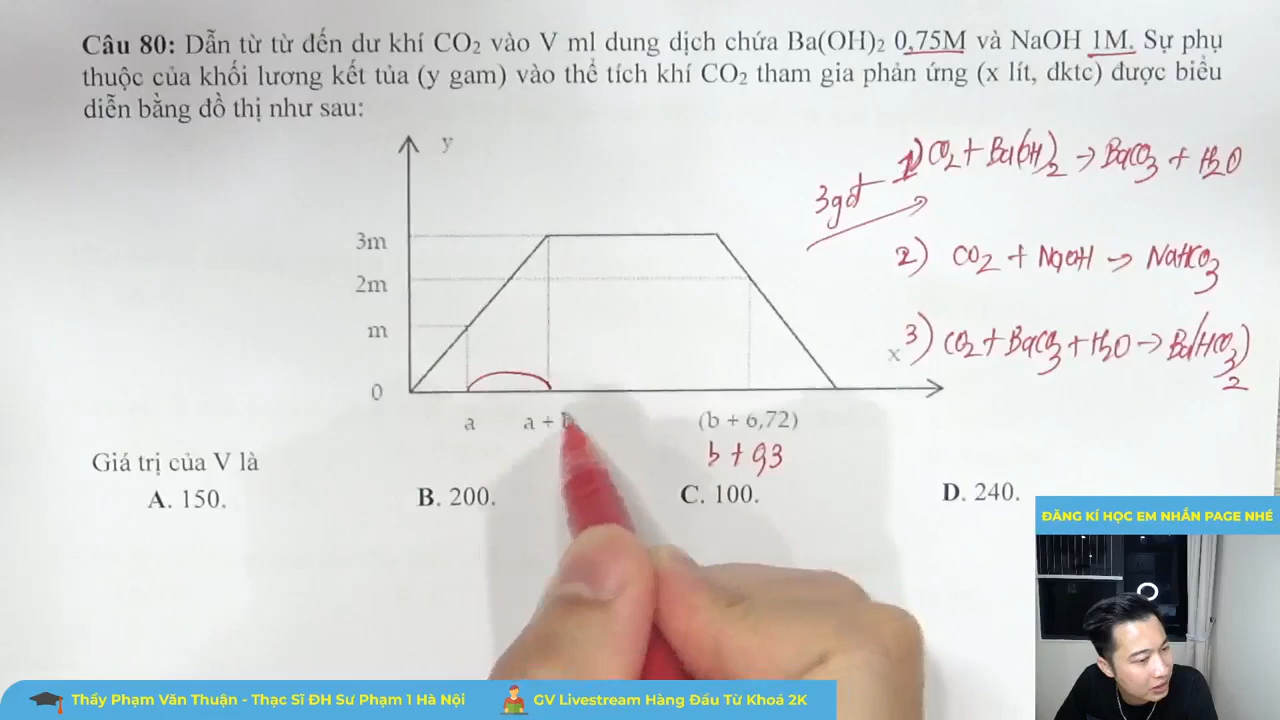 Câu 80: Dẫn từ từ đến dư khí CO₂ vào V ml dung dịch chứa Ba(OH)₂ 0,75M và NaOH 1M. Sự phụ
thuộc của khối lượng kết tủa (y gam) vào thể tích khí CO₂ tham gia phản ứng (x lít, đktc) được biểu
diễn bằng đồ thị như sau:
y
3gđ
1) CO₂ + Ba(OH)₂ → BaCO₃ + H₂O
3m
2) CO₂ + NaOH → NaHCO₃
2m
m
3) CO₂ + BaCO₃ + H₂O → Ba(HCO₃)₂
x
0
a a + b (b + 6,72)
b + 0,3
Giá trị của V là
A. 150. B. 200. C. 100. D. 240.
ĐĂNG KÍ HỌC EM NHẮN PAGE NHÉ
Thầy Phạm Văn Thuận - Thạc Sĩ ĐH Sư Phạm 1 Hà Nội
GV Livestream Hàng Đầu Từ Khoá 2K